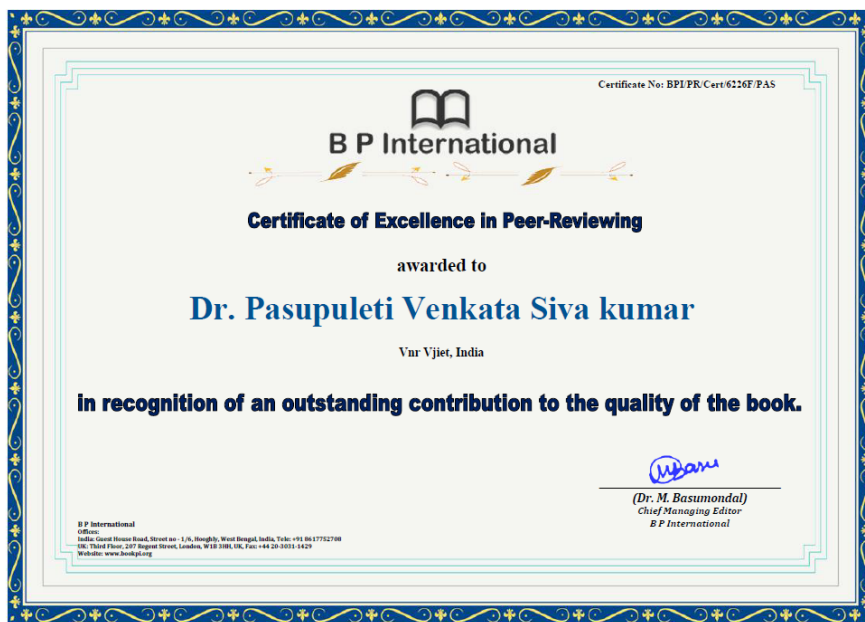 Certificate No: BPI/PR/Cert/6226F/PAS
B P International
Certificate of Excellence in Peer-Reviewing
awarded to
Dr. Pasupuleti Venkata Siva kumar
Vnr Vjiet, India
in recognition of an outstanding contribution to the quality of the book.
(Dr. M. Basumondal)
Chief Managing Editor
B P International
B P International
Offices:
India: Guest House Road, Street no - 1/6, Hooghly, West Bengal, India, Tele: +91 8617752708
UK: Third Floor, 207 Regent Street, London, W1B 3HH, UK, Fax: +44 20-3031-1429
Website: www.bookpi.org